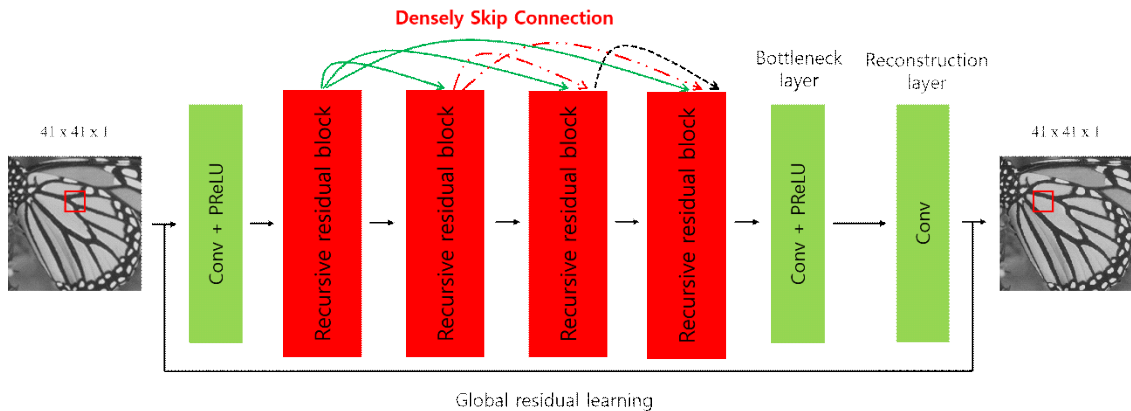 Densely Skip Connection
Bottleneck
layer
Reconstruction
layer
41 x 41 x 1
41 x 41 x 1
Conv + PReLU
Recursive residual block
Recursive residual block
Recursive residual block
Recursive residual block
Conv + PReLU
Conv
Global residual learning